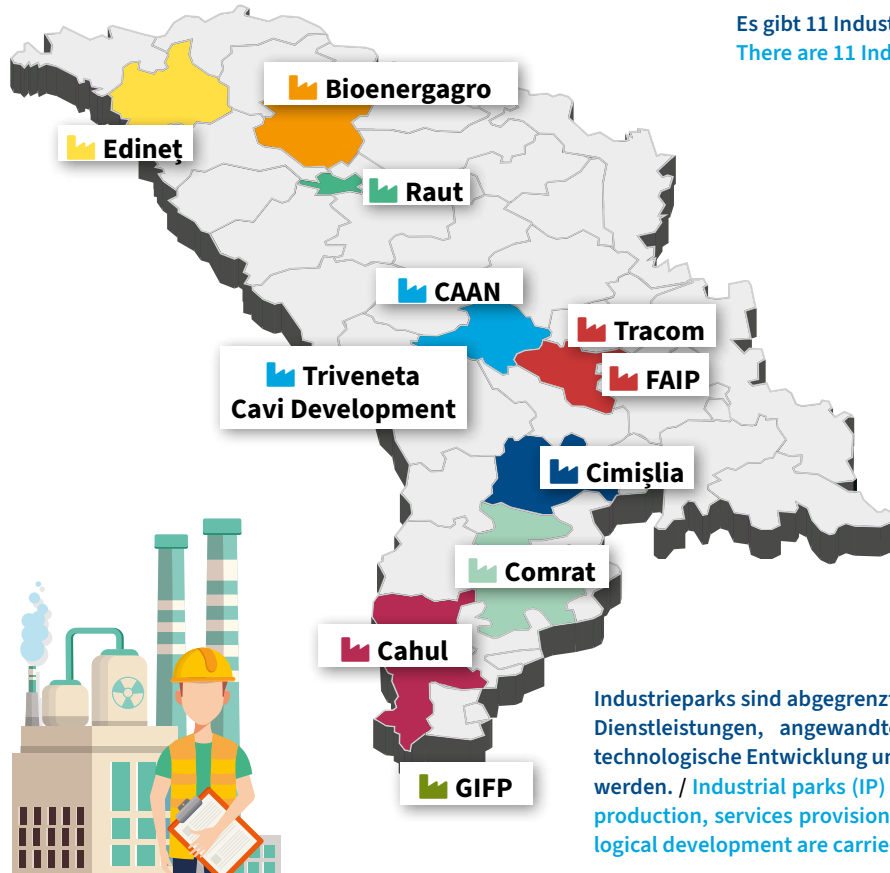 Es gibt 11 Indust
There are 11 Ind
Bioenergagro
Edineț
Raut
CAAN
Tracom
Triveneta
Cavi Development
FAIP
Cimișlia
Comrat
Cahul
GIFP
Industrieparks sind abgegrenzt
Dienstleistungen, angewandte
technologische Entwicklung un
werden. / Industrial parks (IP)
production, services provision
logical development are carrie